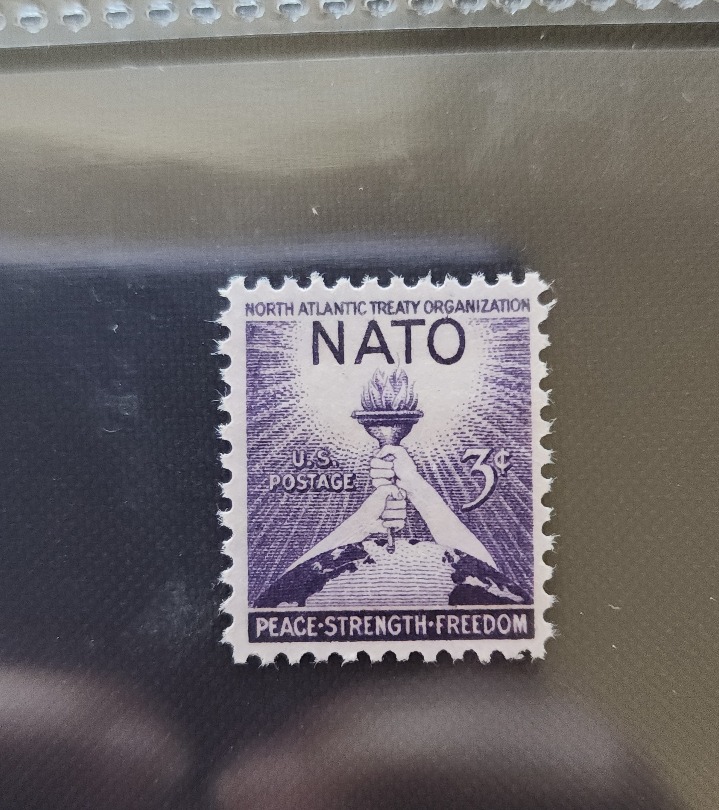 NORTH ATLANTIC TREATY ORGANIZATION
NATO
U.S.
POSTAGE
3¢
PEACE·STRENGTH·FREEDOM